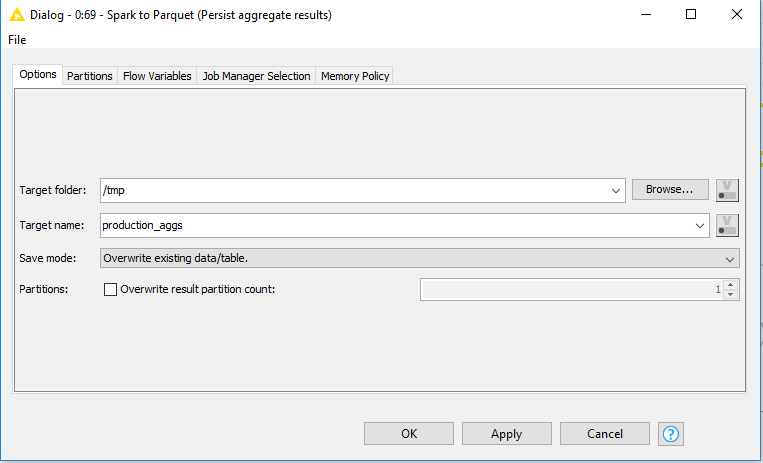 Dialog - 0:69 - Spark to Parquet (Persist aggregate results)
File
Options Partitions Flow Variables Job Manager Selection Memory Policy
Target folder: /tmp Browse... V
Target name: production_aggs V
Save mode: Overwrite existing data/table.
Partitions: Overwrite result partition count: 1
OK Apply Cancel ?